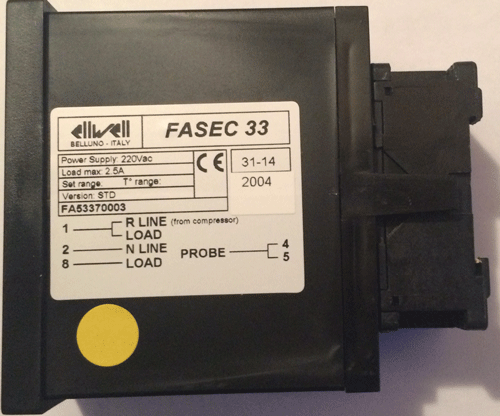 ellwell
BELLUNO - ITALY
FASEC 33
Power Supply: 220Vac
Load max: 2.5A
Set range: T° range:
Version: STD
FA53370003
CE
31-14
2004
1 R LINE (from compressor)
LOAD
2 N LINE
8 LOAD
PROBE 4
5